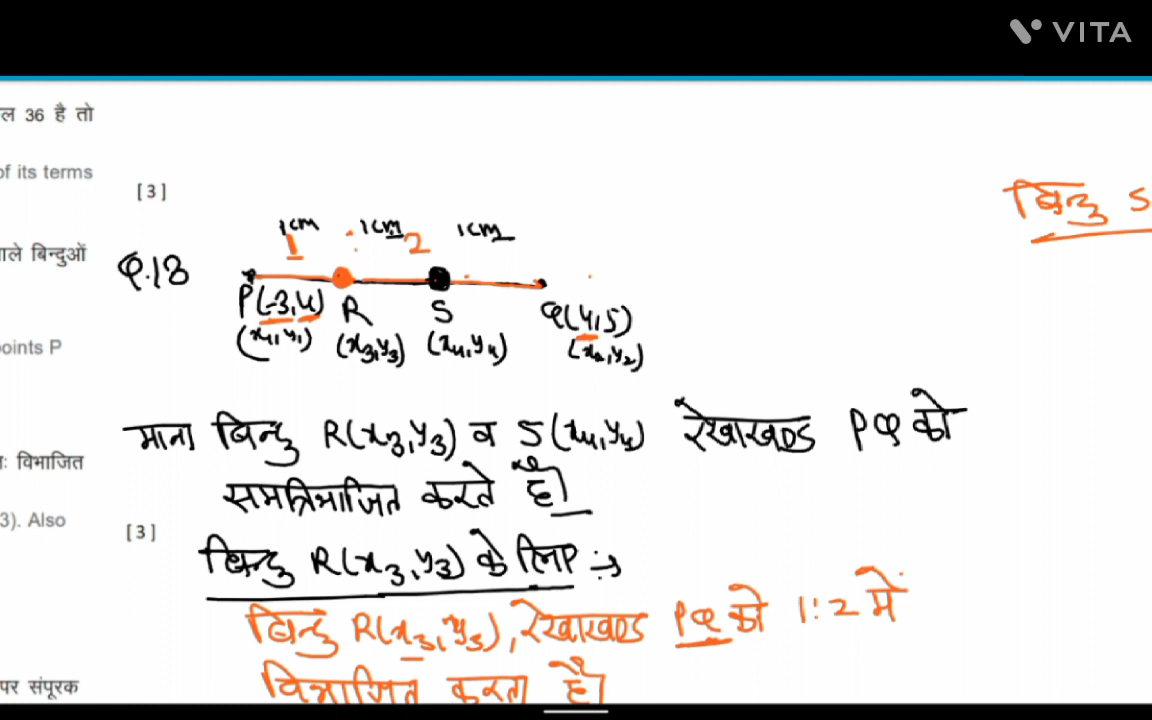 VITA
ल 36 है तो
of its terms
[3]
बिन्दु S
1cm 1cm 1cm
1 2
ाले बिन्दुओं
Q.13
P(-3,4) R S Q(4,5)
(x1,y1) (x3,y3) (x4,y4) (x2,y2)
points P
माना बिन्दु R(x3,y3) व S(x4,y4) रेखाखण्ड PQ को
ः विभाजित
समत्रिभाजित करते है।
3). Also
[3]
बिन्दु R(x3,y3) के लिए :→
बिन्दु R(x3,y3), रेखाखण्ड PQ को 1:2 में
विभाजित करता है।
पर संपूरक